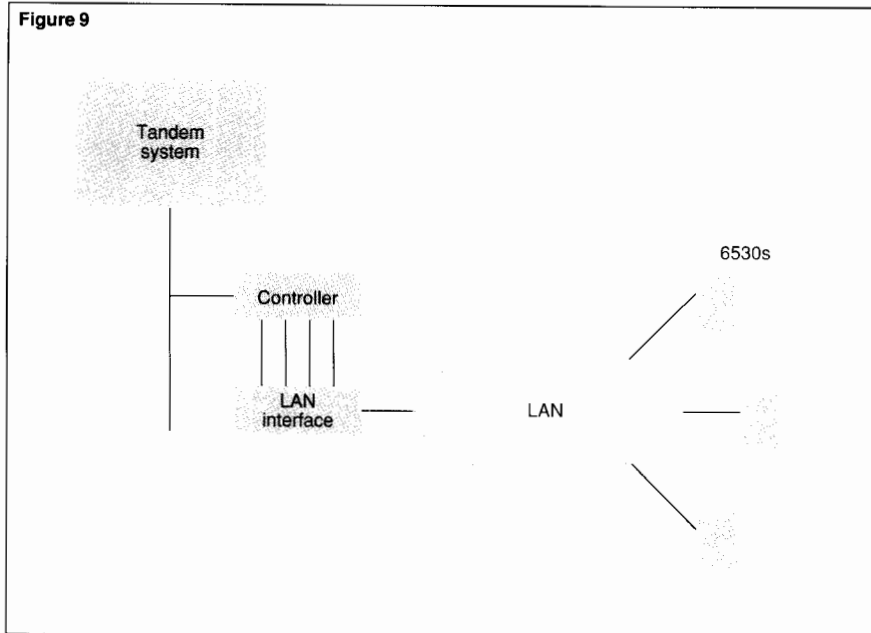 Figure 9
Tandem
system
6530s
Controller
LAN
interface
LAN